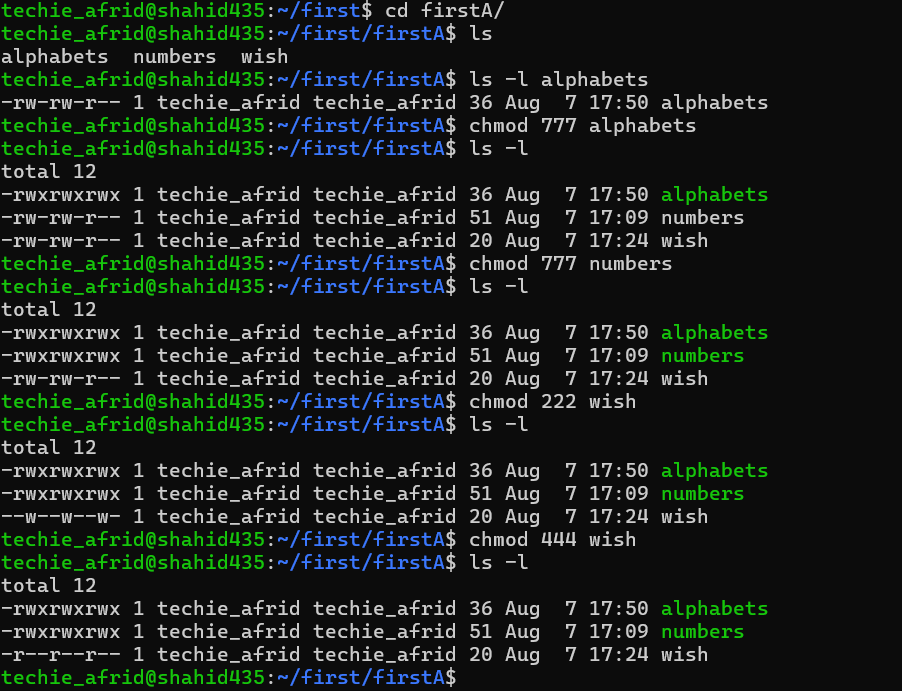 techie_afrid@shahid435:~/first$ cd firstA/
techie_afrid@shahid435:~/first/firstA$ ls
alphabets  numbers  wish
techie_afrid@shahid435:~/first/firstA$ ls -l alphabets
-rw-rw-r-- 1 techie_afrid techie_afrid 36 Aug  7 17:50 alphabets
techie_afrid@shahid435:~/first/firstA$ chmod 777 alphabets
techie_afrid@shahid435:~/first/firstA$ ls -l
total 12
-rwxrwxrwx 1 techie_afrid techie_afrid 36 Aug  7 17:50 alphabets
-rw-rw-r-- 1 techie_afrid techie_afrid 51 Aug  7 17:09 numbers
-rw-rw-r-- 1 techie_afrid techie_afrid 20 Aug  7 17:24 wish
techie_afrid@shahid435:~/first/firstA$ chmod 777 numbers
techie_afrid@shahid435:~/first/firstA$ ls -l
total 12
-rwxrwxrwx 1 techie_afrid techie_afrid 36 Aug  7 17:50 alphabets
-rwxrwxrwx 1 techie_afrid techie_afrid 51 Aug  7 17:09 numbers
-rw-rw-r-- 1 techie_afrid techie_afrid 20 Aug  7 17:24 wish
techie_afrid@shahid435:~/first/firstA$ chmod 222 wish
techie_afrid@shahid435:~/first/firstA$ ls -l
total 12
-rwxrwxrwx 1 techie_afrid techie_afrid 36 Aug  7 17:50 alphabets
-rwxrwxrwx 1 techie_afrid techie_afrid 51 Aug  7 17:09 numbers
--w--w--w- 1 techie_afrid techie_afrid 20 Aug  7 17:24 wish
techie_afrid@shahid435:~/first/firstA$ chmod 444 wish
techie_afrid@shahid435:~/first/firstA$ ls -l
total 12
-rwxrwxrwx 1 techie_afrid techie_afrid 36 Aug  7 17:50 alphabets
-rwxrwxrwx 1 techie_afrid techie_afrid 51 Aug  7 17:09 numbers
-r--r--r-- 1 techie_afrid techie_afrid 20 Aug  7 17:24 wish
techie_afrid@shahid435:~/first/firstA$